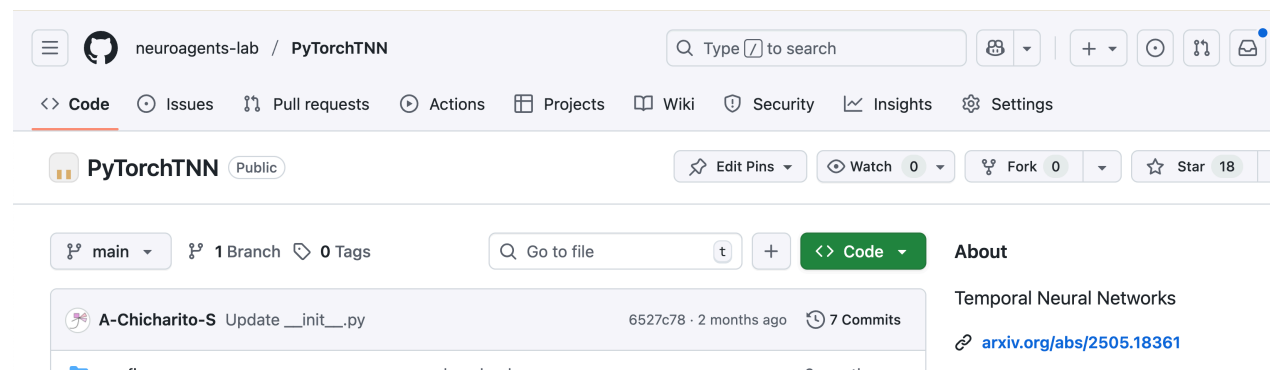 neuroagents-lab / PyTorchTNN
Type / to search
Code Issues Pull requests Actions Projects Wiki Security Insights Settings
PyTorchTNN Public
Edit Pins Watch 0 Fork 0 Star 18
main 1 Branch 0 Tags Go to file t + Code
About
Temporal Neural Networks
A-Chicharito-S Update __init__.py 6527c78 · 2 months ago 7 Commits
arxiv.org/abs/2505.18361